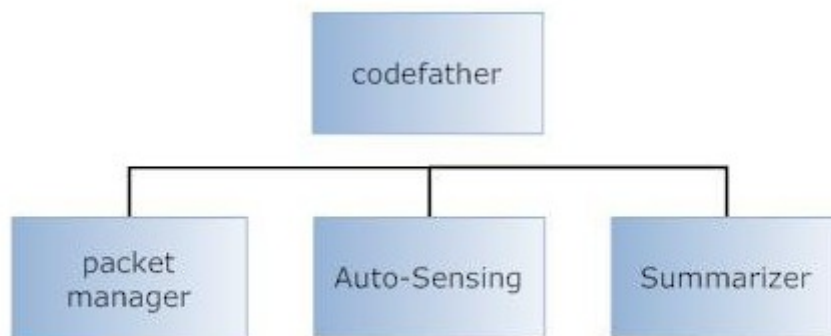 codefather
packet
manager
Auto-Sensing
Summarizer